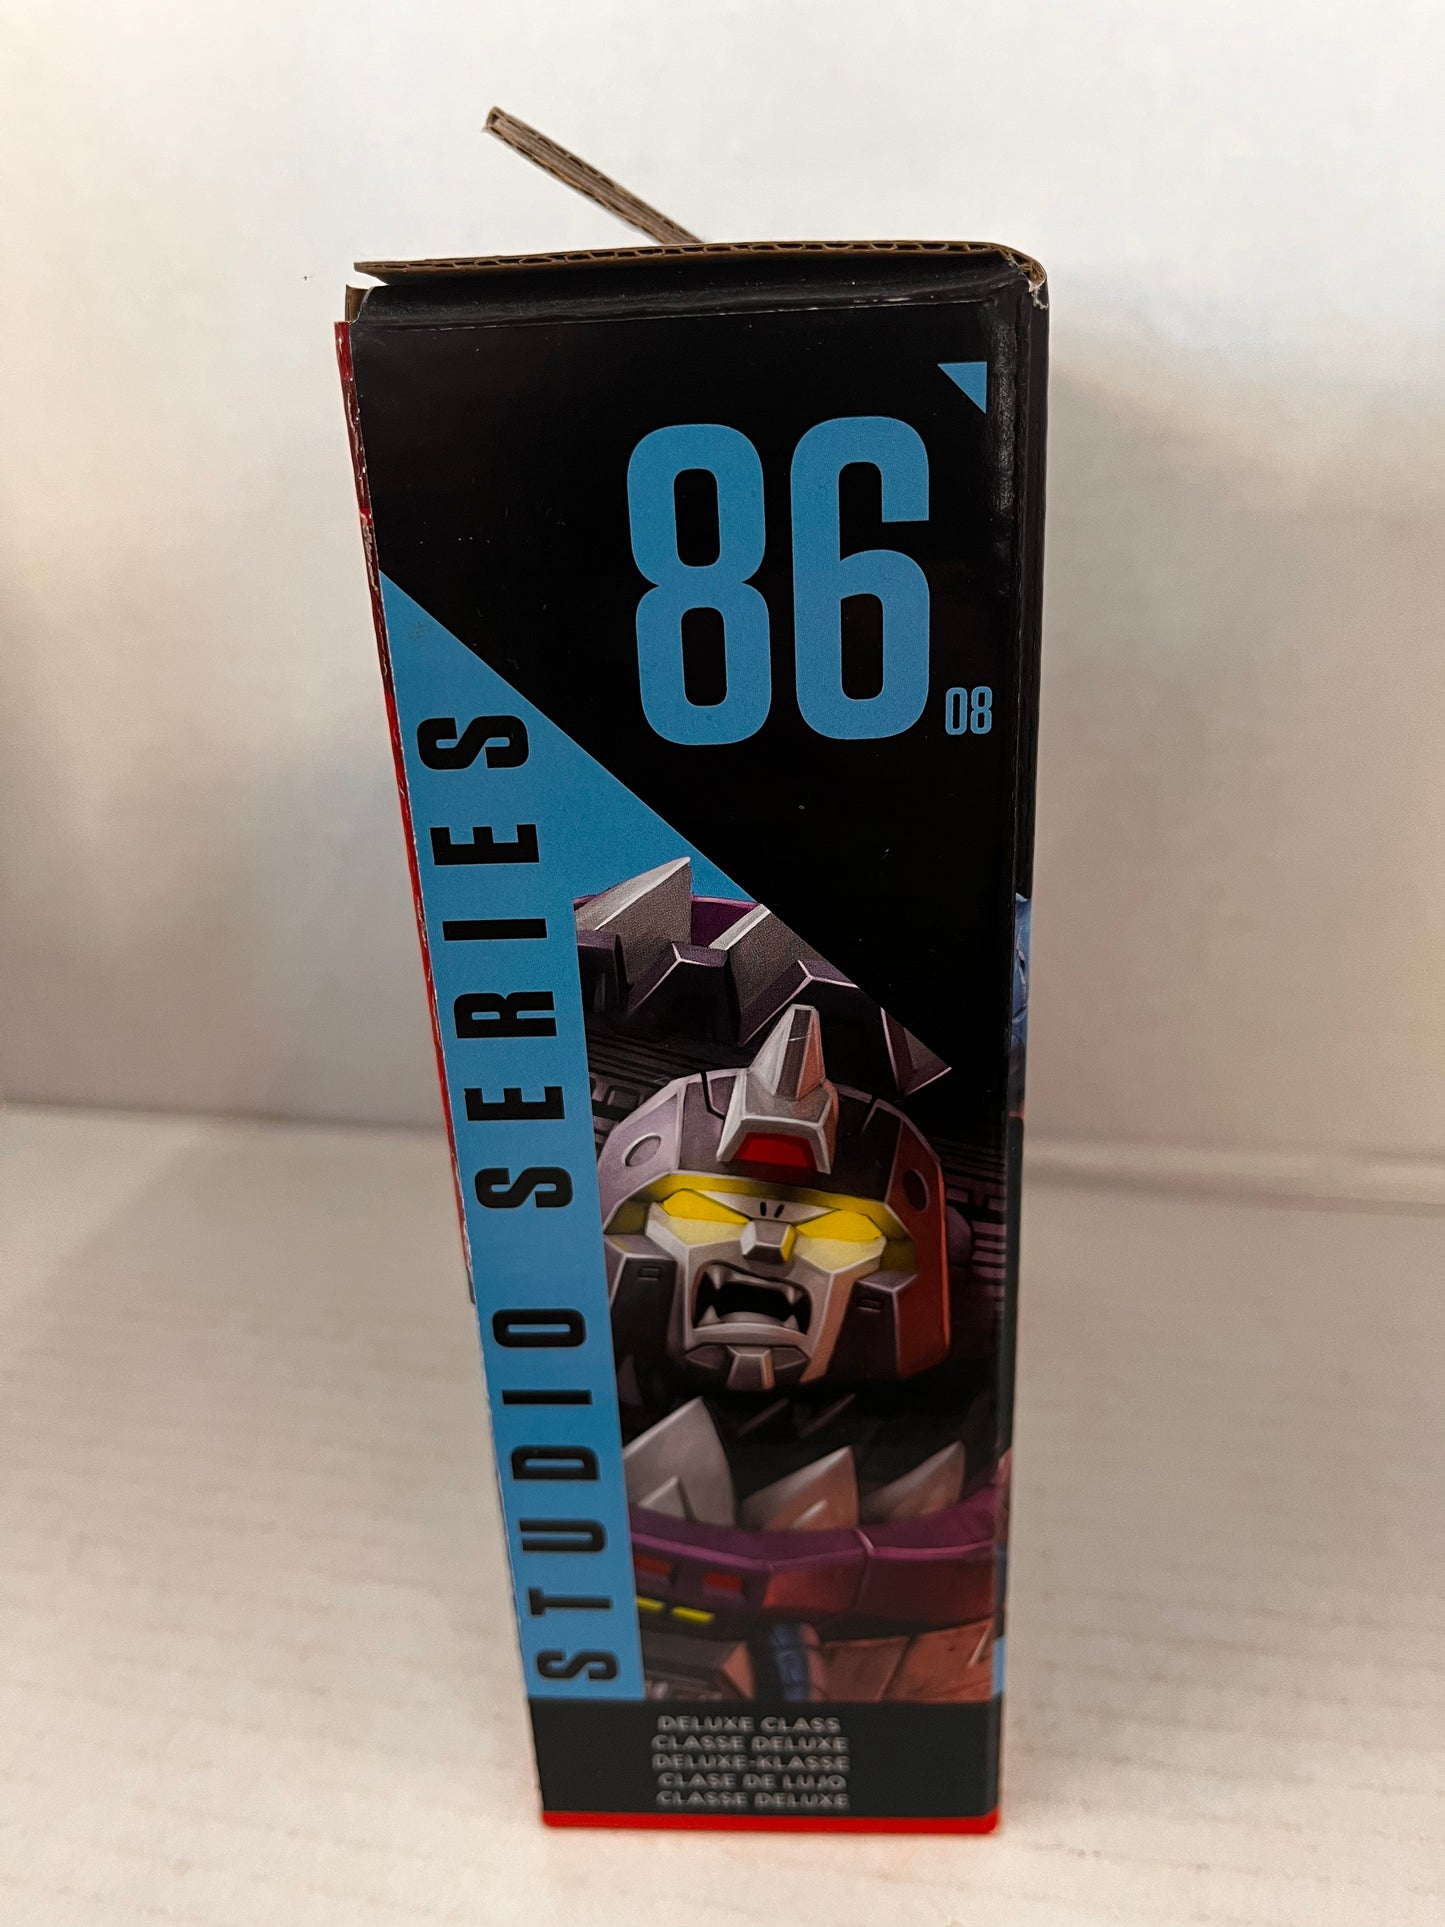 86
08
STUDIO SERIES
DELUXE CLASS
CLASSE DELUXE
DELUXE-KLASSE
CLASE DE LUJO
CLASSE DELUXE